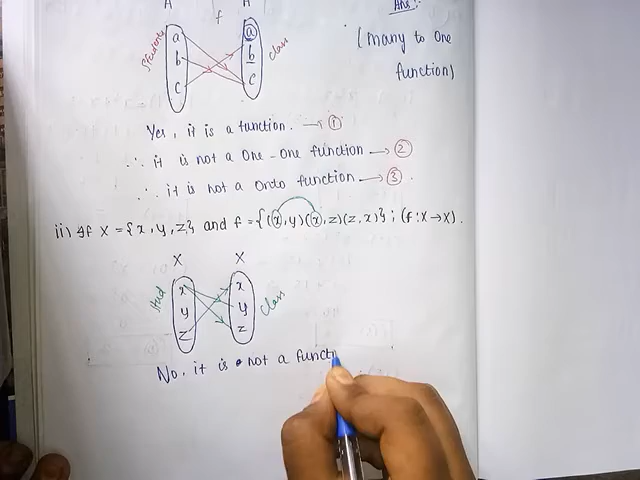 A f A
Ans:
Students a b c
a b c class
(many to one
function)
Yes, it is a function. → ①
∴ it is not a One-One function → ②
∴ it is not a Onto function → ③
ii) If X = {x, y, z} and f = {(x, y)(x, z)(z, x)} ; (f : X → X).
X X
Stud x y z
x y z class
No, it is not a functi